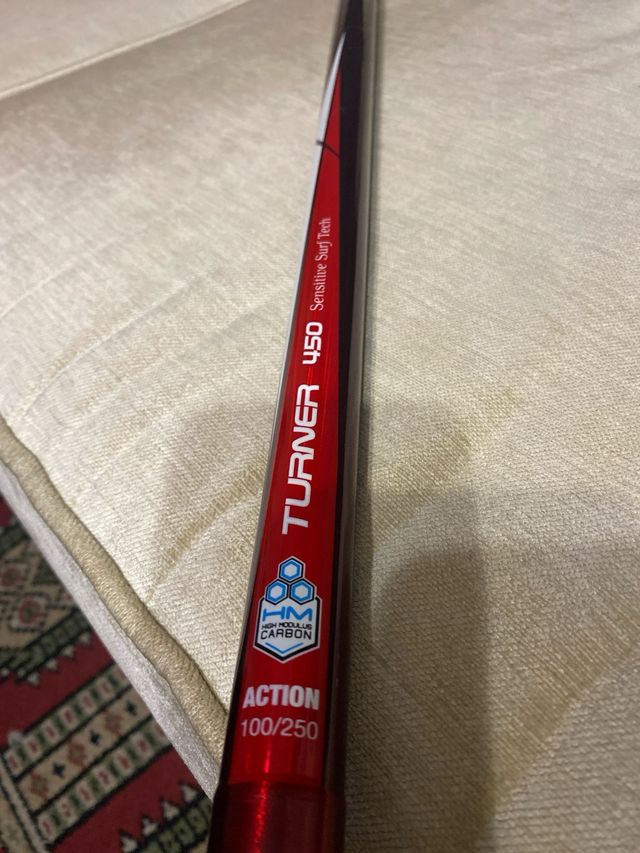 TURNER 450 Sensitive Surf Tech
HM
HIGH MODULUS
CARBON
ACTION
100/250